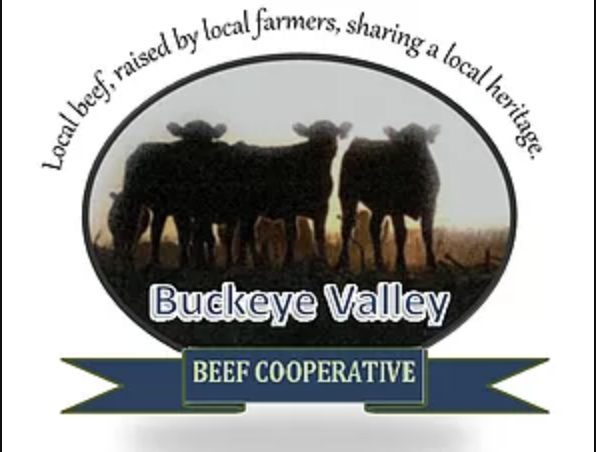 Local beef, raised by local farmers, sharing a local heritage.
Buckeye Valley
BEEF COOPERATIVE